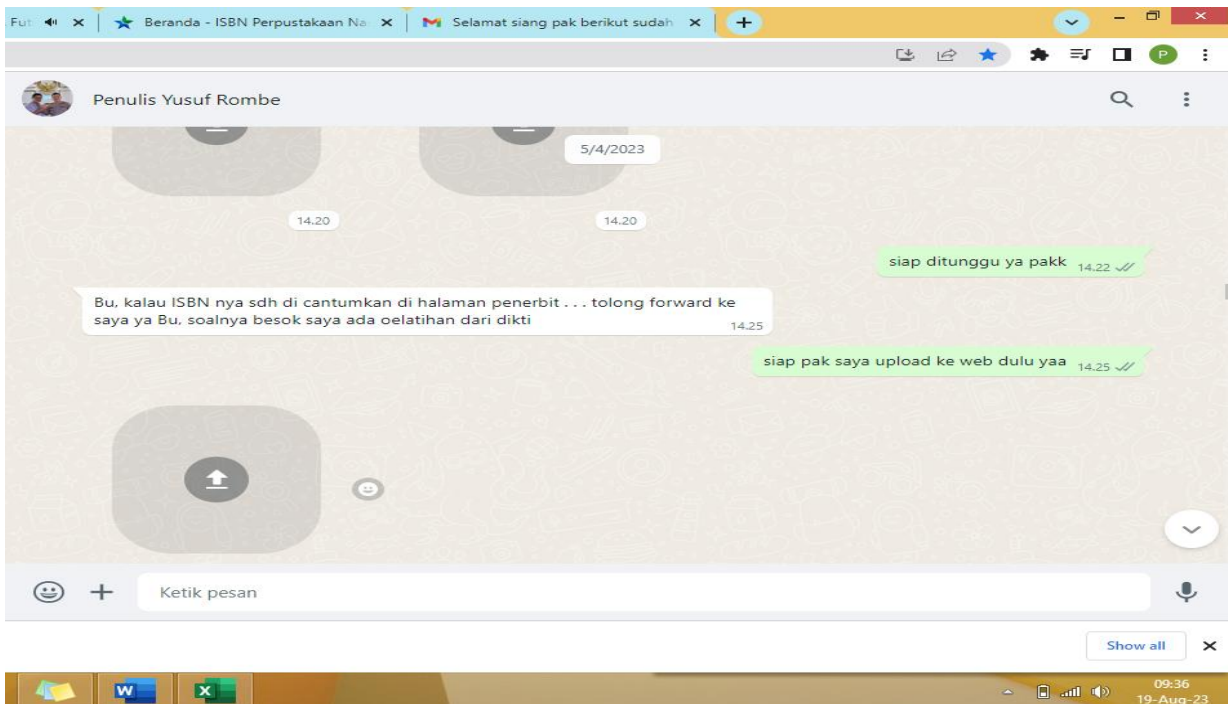 Fut
Beranda - ISBN Perpustakaan Na
Selamat siang pak berikut sudah
P
Penulis Yusuf Rombe
5/4/2023
14.20
14.20
siap ditunggu ya pakk 14.22
Bu, kalau ISBN nya sdh di cantumkan di halaman penerbit . . . tolong forward ke
saya ya Bu, soalnya besok saya ada oelatihan dari dikti
14.25
siap pak saya upload ke web dulu yaa 14.25
Ketik pesan
Show all
W
X
09:36
19-Aug-23